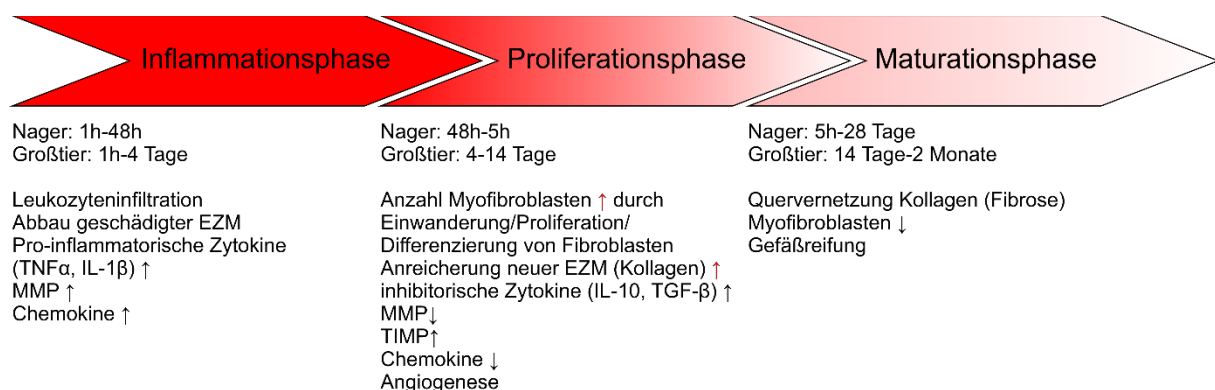 Inflammationsphase
Proliferationsphase
Maturationsphase
Nager: 1h-48h
Großtier: 1h-4 Tage
Leukozyteninfiltration
Abbau geschädigter EZM
Pro-inflammatorische Zytokine
(TNFα, IL-1β) ↑
MMP ↑
Chemokine ↑
Nager: 48h-5h
Großtier: 4-14 Tage
Anzahl Myofibroblasten ↑ durch
Einwanderung/Proliferation/
Differenzierung von Fibroblasten
Anreicherung neuer EZM (Kollagen) ↑
inhibitorische Zytokine (IL-10, TGF-β) ↑
MMP↓
TIMP↑
Chemokine ↓
Angiogenese
Nager: 5h-28 Tage
Großtier: 14 Tage-2 Monate
Quervernetzung Kollagen (Fibrose)
Myofibroblasten ↓
Gefäßreifung